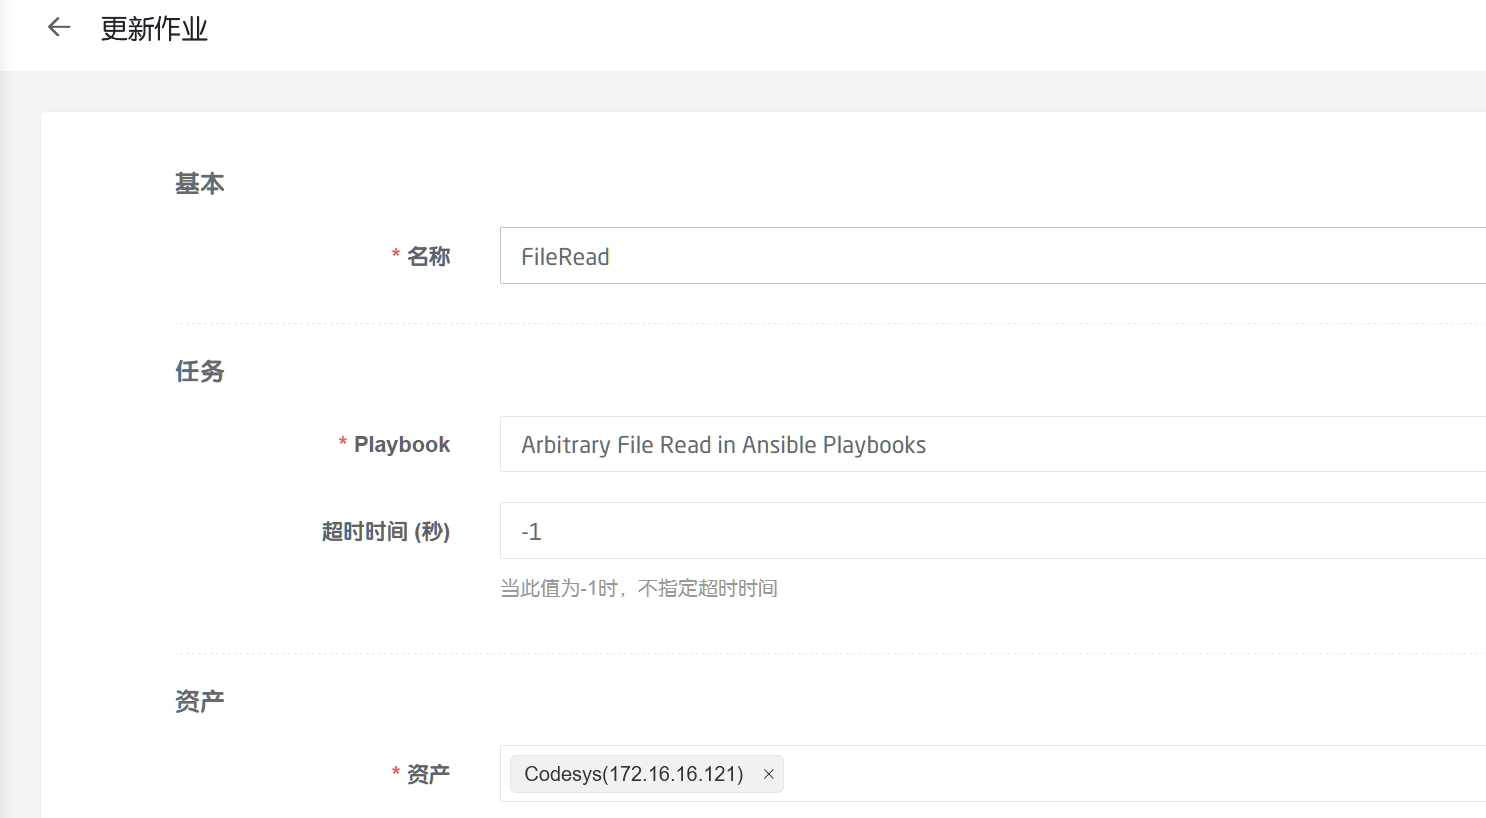 更新作业
基本
* 名称
FileRead
任务
* Playbook
Arbitrary File Read in Ansible Playbooks
超时时间 (秒)
-1
当此值为-1时，不指定超时时间
资产
* 资产
Codesys(172.16.16.121) ×